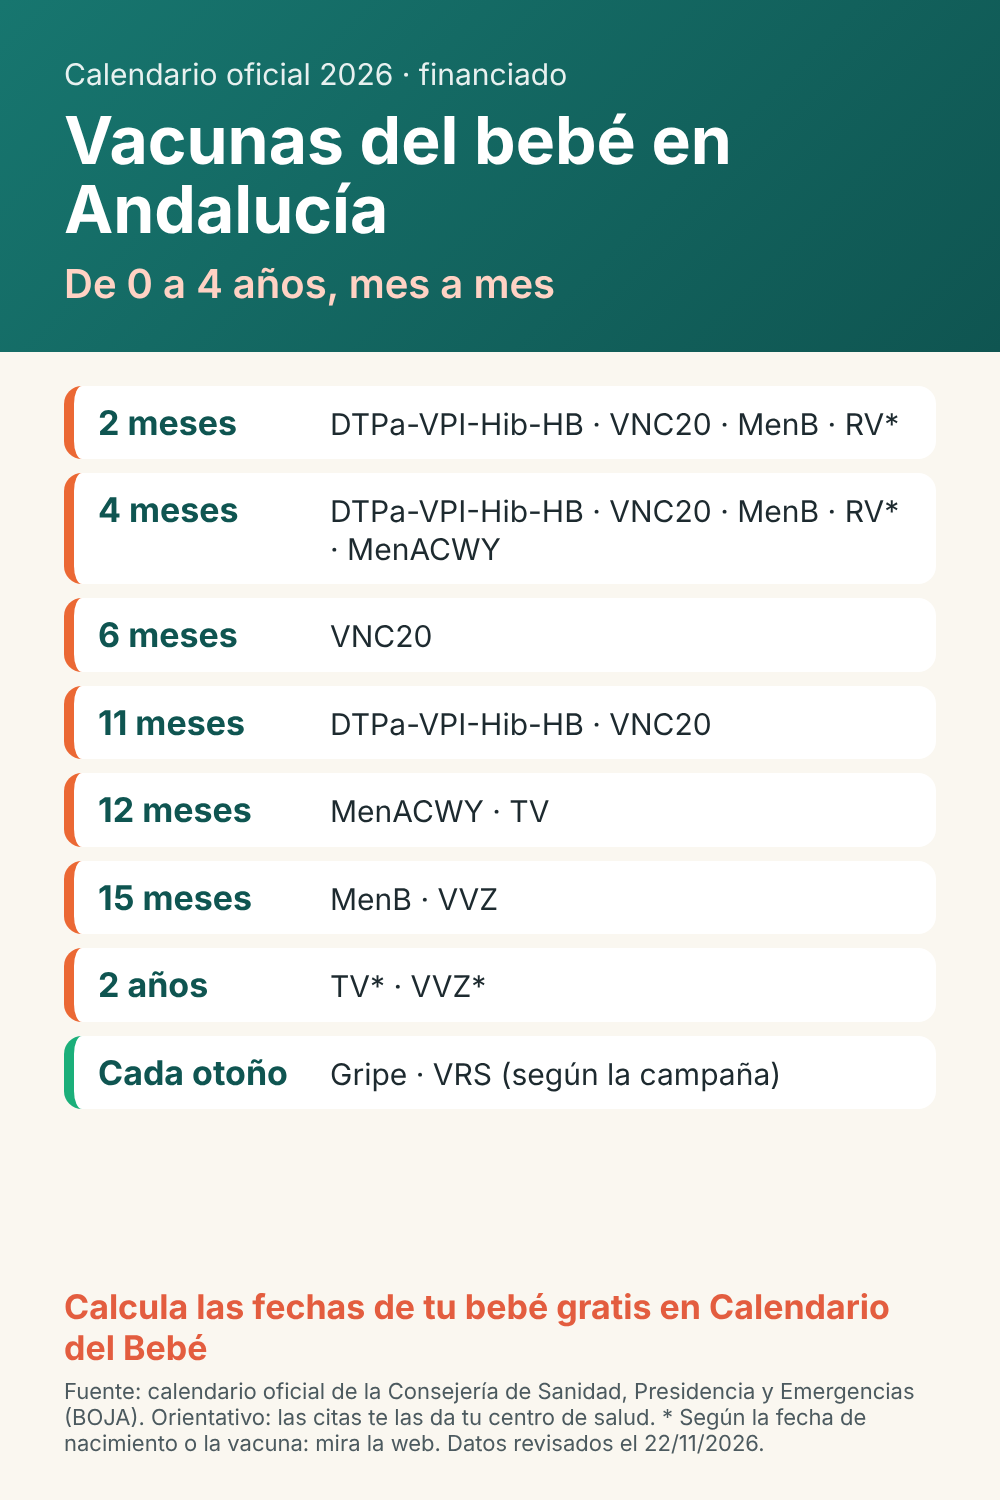 Calendario oficial 2026 · financiado
Vacunas del bebé en
Andalucía
De 0 a 4 años, mes a mes
2 meses DTPa-VPI-Hib-HB · VNC20 · MenB · RV*
4 meses DTPa-VPI-Hib-HB · VNC20 · MenB · RV*
· MenACWY
6 meses VNC20
11 meses DTPa-VPI-Hib-HB · VNC20
12 meses MenACWY · TV
15 meses MenB · VVZ
2 años TV* · VVZ*
Cada otoño Gripe · VRS (según la campaña)
Calcula las fechas de tu bebé gratis en Calendario
del Bebé
Fuente: calendario oficial de la Consejería de Sanidad, Presidencia y Emergencias
(BOJA). Orientativo: las citas te las da tu centro de salud. * Según la fecha de
nacimiento o la vacuna: mira la web. Datos revisados el 22/11/2026.